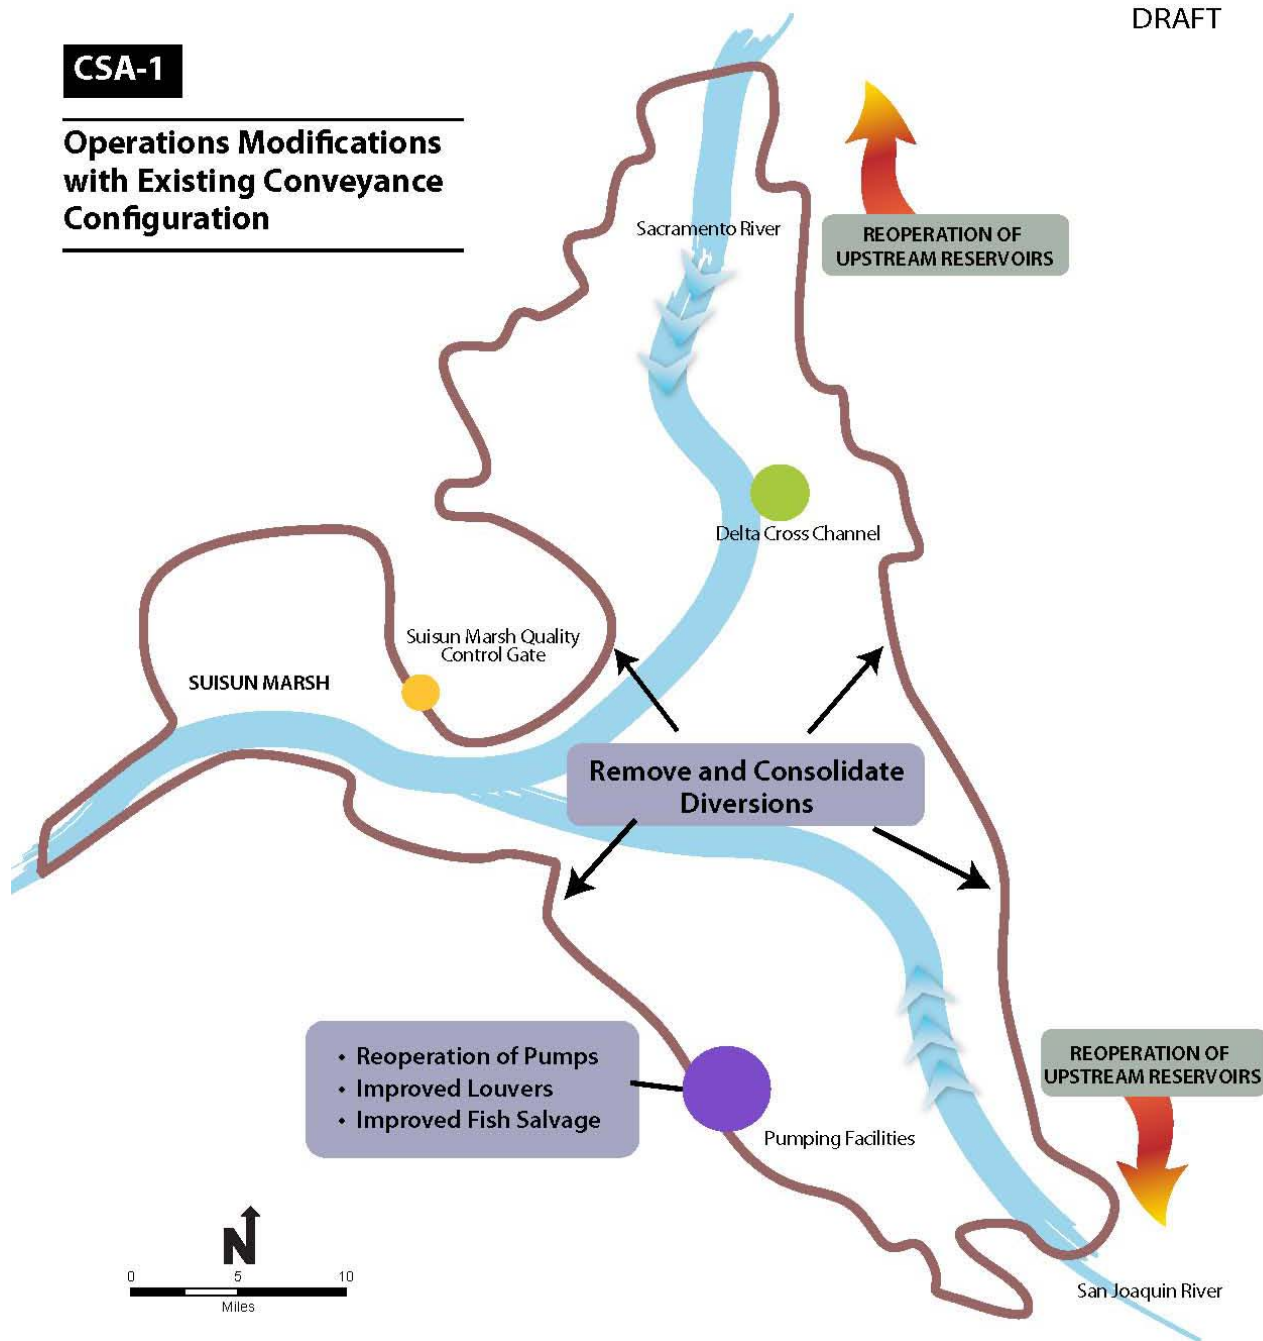 DRAFT
CSA-1
Operations Modifications
with Existing Conveyance
Configuration
Sacramento River
REOPERATION OF
UPSTREAM RESERVOIRS
Delta Cross Channel
Suisun Marsh Quality
Control Gate
SUISUN MARSH
Remove and Consolidate
Diversions
• Reoperation of Pumps
• Improved Louvers
• Improved Fish Salvage
Pumping Facilities
REOPERATION OF
UPSTREAM RESERVOIRS
San Joaquin River
N
0 5 10
Miles